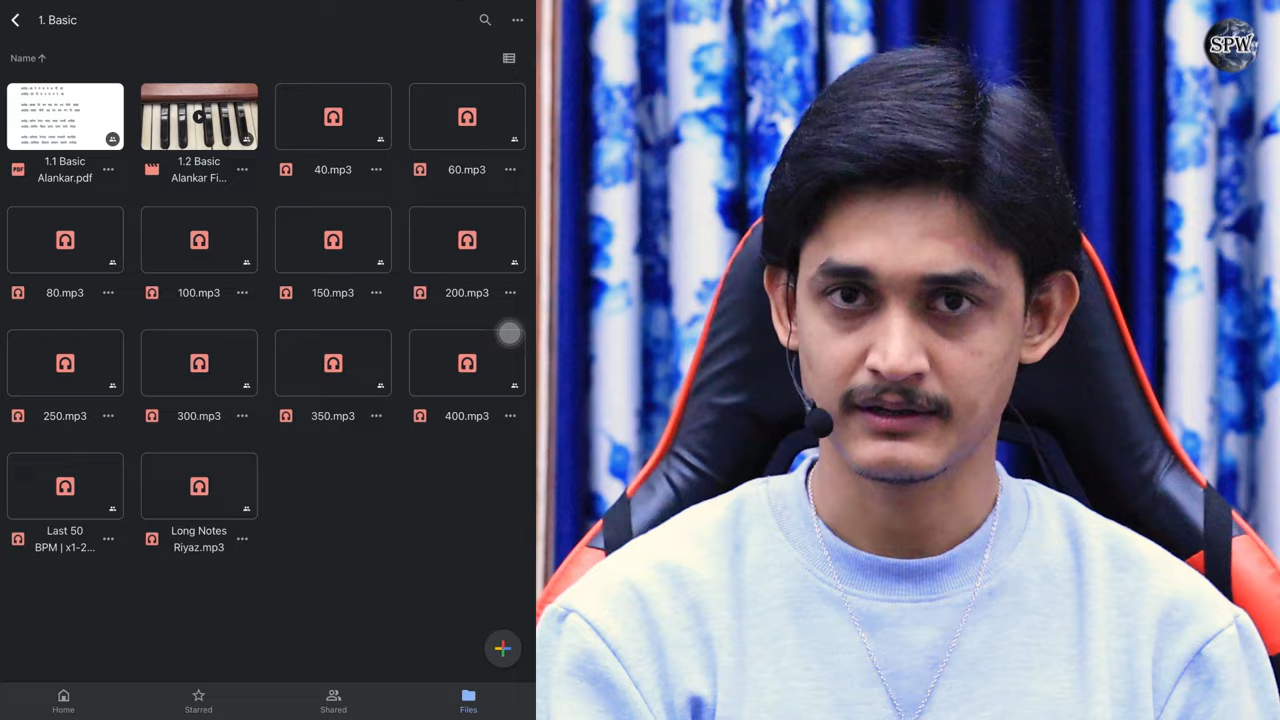 1. Basic
Name
1.1 Basic
Alankar.pdf
1.2 Basic
Alankar Fi...
40.mp3
60.mp3
80.mp3
100.mp3
150.mp3
200.mp3
250.mp3
300.mp3
350.mp3
400.mp3
Last 50
BPM | x1-2...
Long Notes
Riyaz.mp3
Home
Starred
Shared
Files
PDF
SPW